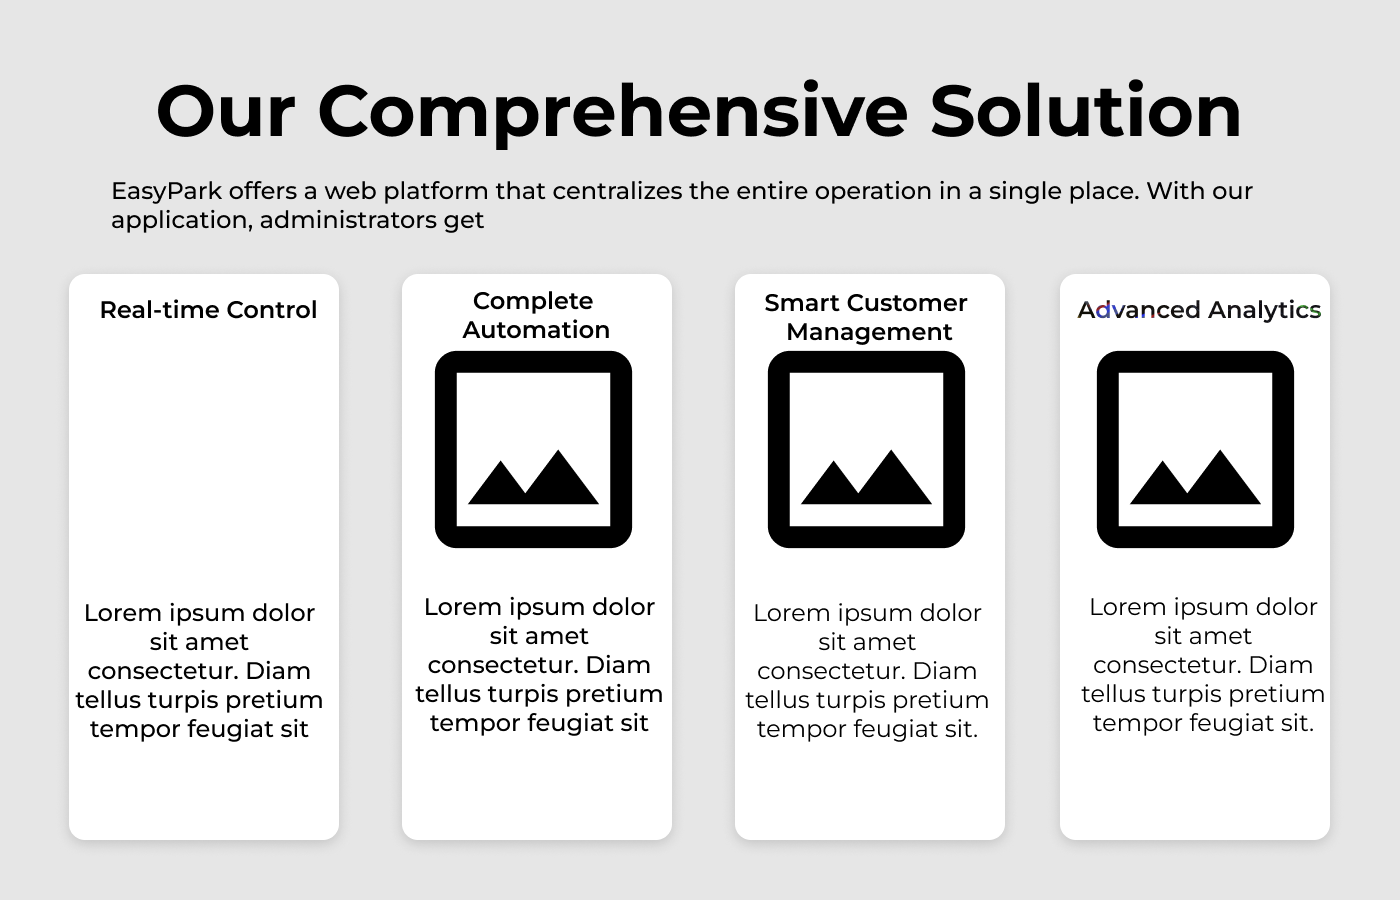 Our Comprehensive Solution
EasyPark offers a web platform that centralizes the entire operation in a single place. With our
application, administrators get
Real-time Control
Lorem ipsum dolor
sit amet
consectetur. Diam
tellus turpis pretium
tempor feugiat sit
Complete
Automation
Lorem ipsum dolor
sit amet
consectetur. Diam
tellus turpis pretium
tempor feugiat sit
Smart Customer
Management
Lorem ipsum dolor
sit amet
consectetur. Diam
tellus turpis pretium
tempor feugiat sit.
Advanced Analytics
Lorem ipsum dolor
sit amet
consectetur. Diam
tellus turpis pretium
tempor feugiat sit.